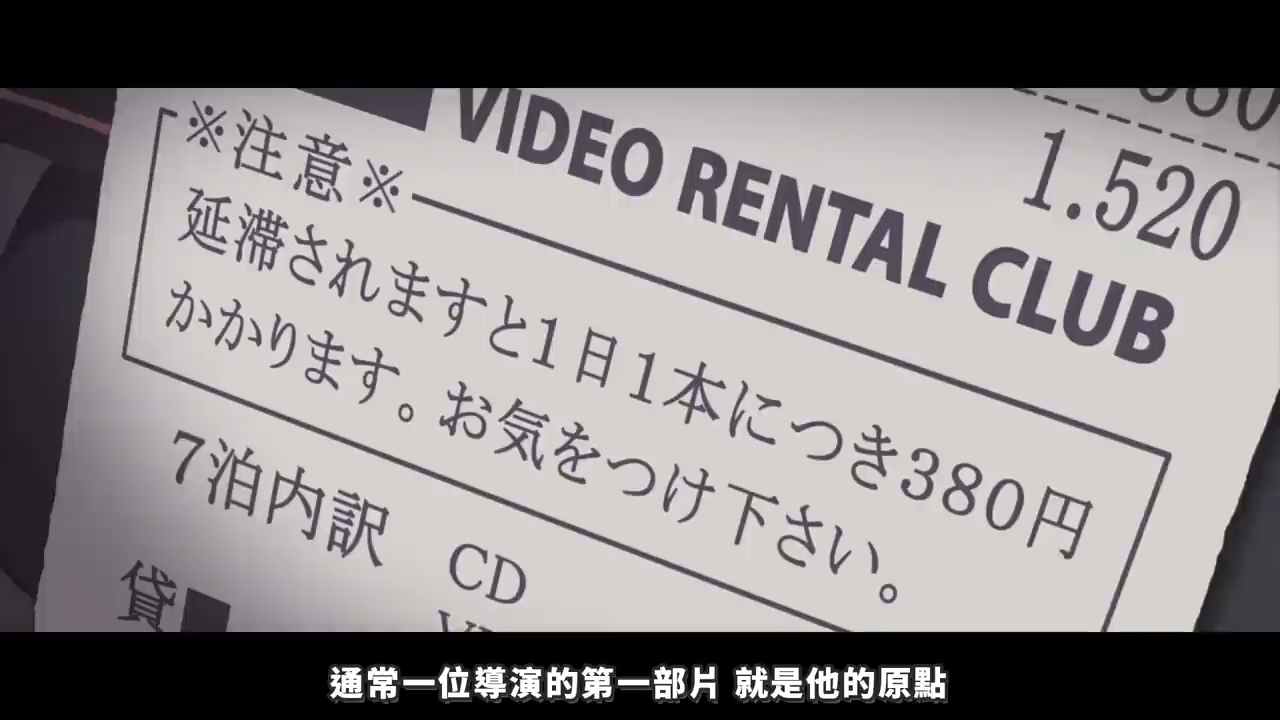 1.520
VIDEO RENTAL CLUB
※注意※
延滞されますと1日1本につき380円
かかります。お気をつけ下さい。
7泊内訳 CD
貸
通常一位導演的第一部片 就是他的原點